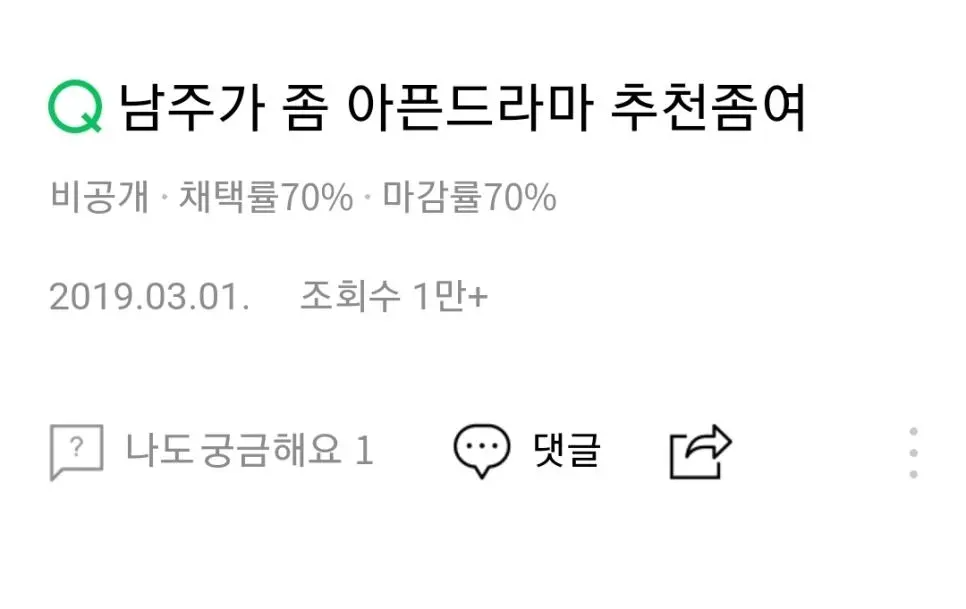 Q 남주가 좀 아픈드라마 추천좀여
비공개 · 채택률70% · 마감률70%
2019.03.01. 조회수 1만+
? 나도 궁금해요 1 댓글